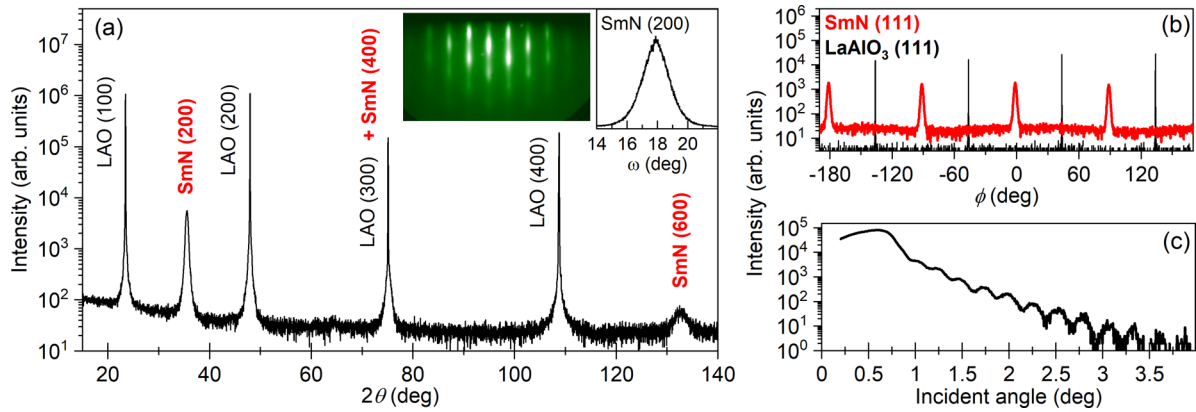 (a)
10^7
10^6
10^5
10^4
10^3
10^2
10^1
Intensity (arb. units)
LAO (100)
SmN (200)
LAO (200)
LAO (300)
+ SmN (400)
LAO (400)
SmN (600)
20
40
60
80
100
120
140
2θ (deg)
SmN (200)
14
16
18
20
ω (deg)
(b)
SmN (111)
LaAlO₃ (111)
10^6
10^5
10^4
10^3
10^2
10^1
-180
-120
-60
0
60
120
ϕ (deg)
Intensity (arb. units)
(c)
10^5
10^4
10^3
10^2
10^1
10^0
0
0.5
1
1.5
2
2.5
3
3.5
Incident angle (deg)